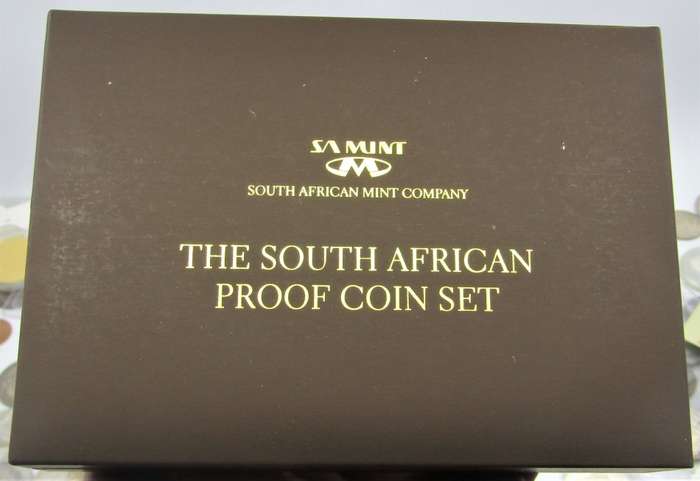 SA MINT
SOUTH AFRICAN MINT COMPANY
THE SOUTH AFRICAN
PROOF COIN SET